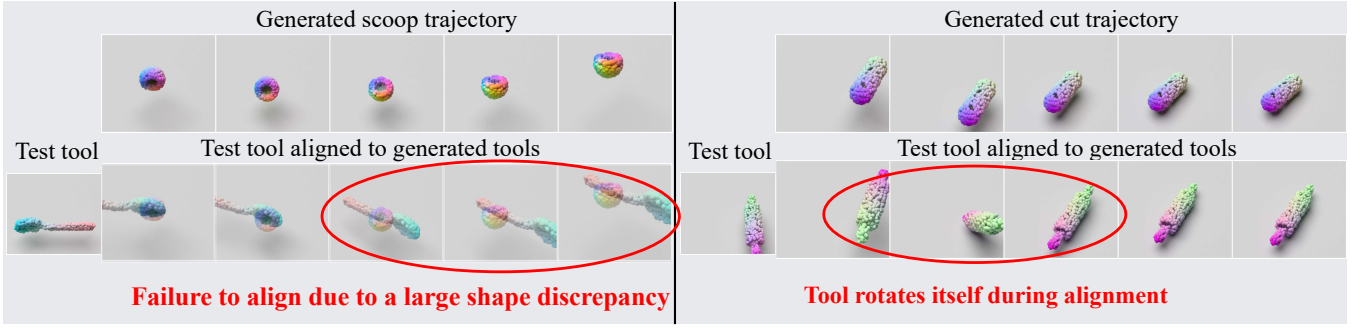 Generated scoop trajectory
Test tool
Test tool aligned to generated tools
Failure to align due to a large shape discrepancy
Generated cut trajectory
Test tool
Test tool aligned to generated tools
Tool rotates itself during alignment